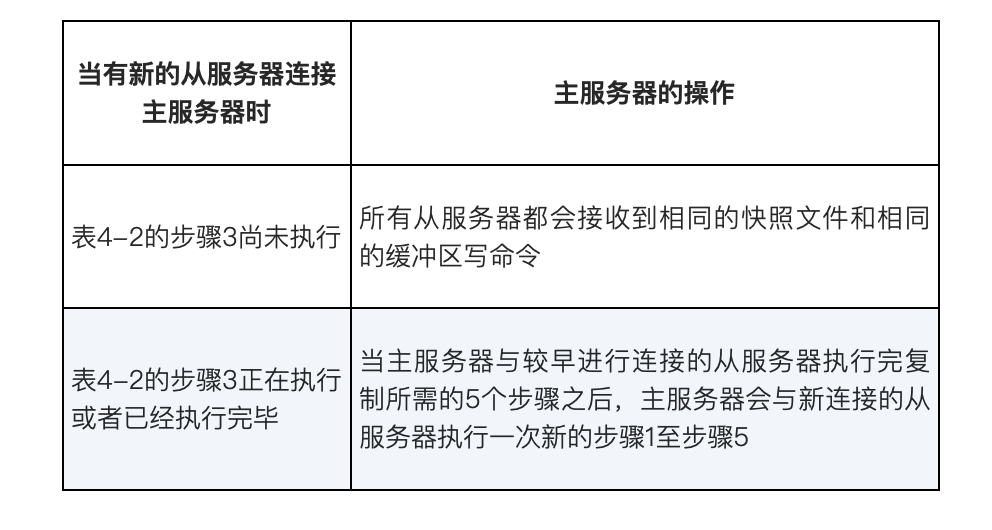 当有新的从服务器连接
主服务器时
主服务器的操作
表4-2的步骤3尚未执行
所有从服务器都会接收到相同的快照文件和相同
的缓冲区写命令
表4-2的步骤3正在执行
或者已经执行完毕
当主服务器与较早进行连接的从服务器执行完复
制所需的5个步骤之后，主服务器会与新连接的从
服务器执行一次新的步骤1至步骤5